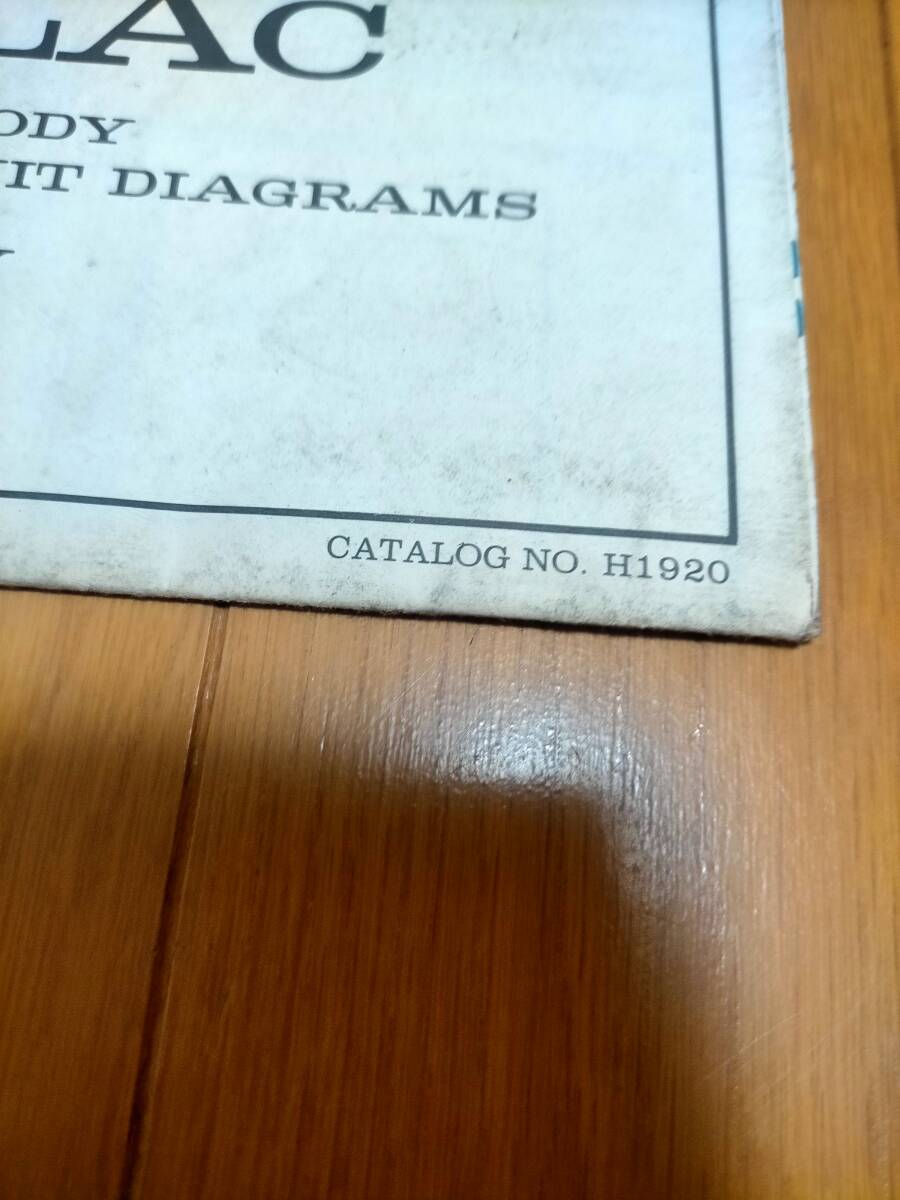 LAC
ODY
IT DIAGRAMS
CATALOG NO. H1920